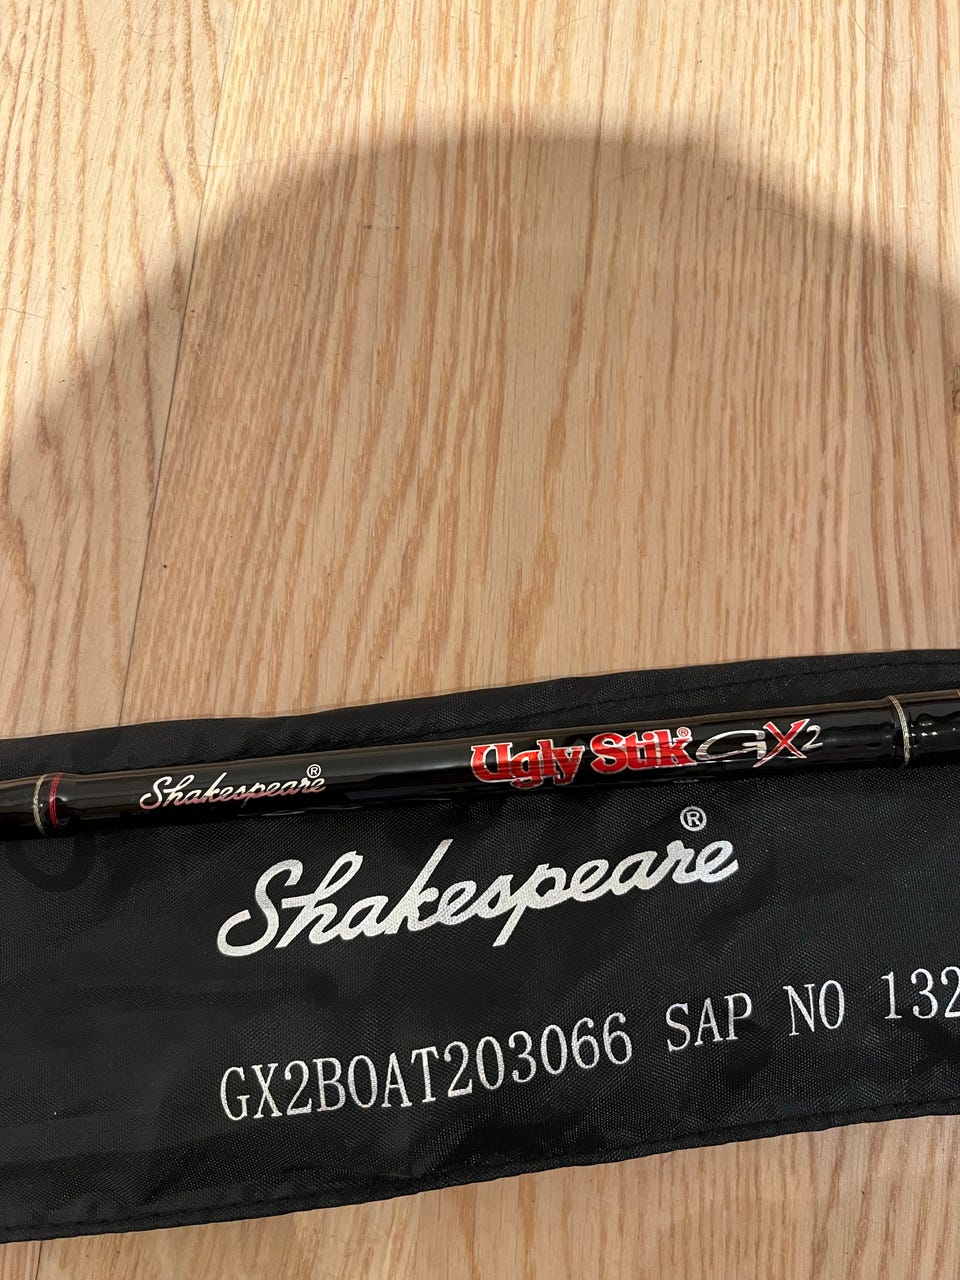 Shakespeare® Ugly Stik® GX²
Shakespeare®
GX2BOAT203066 SAP NO 132